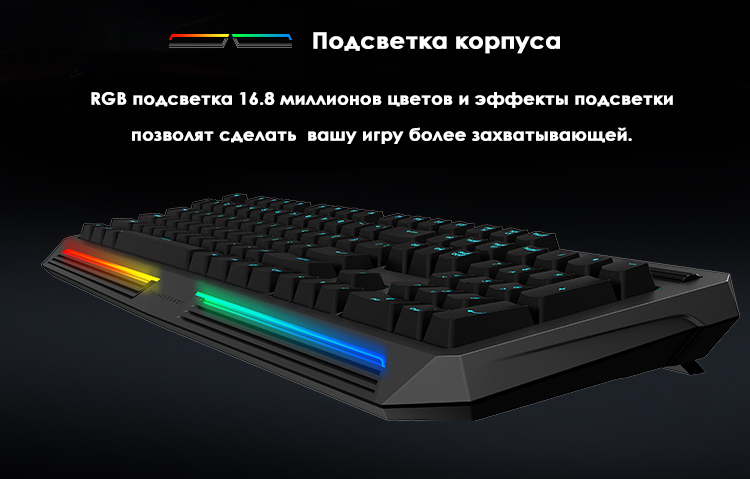 Подсветка корпуса
RGB подсветка 16.8 миллионов цветов и эффекты подсветки
позволят сделать вашу игру более захватывающей.